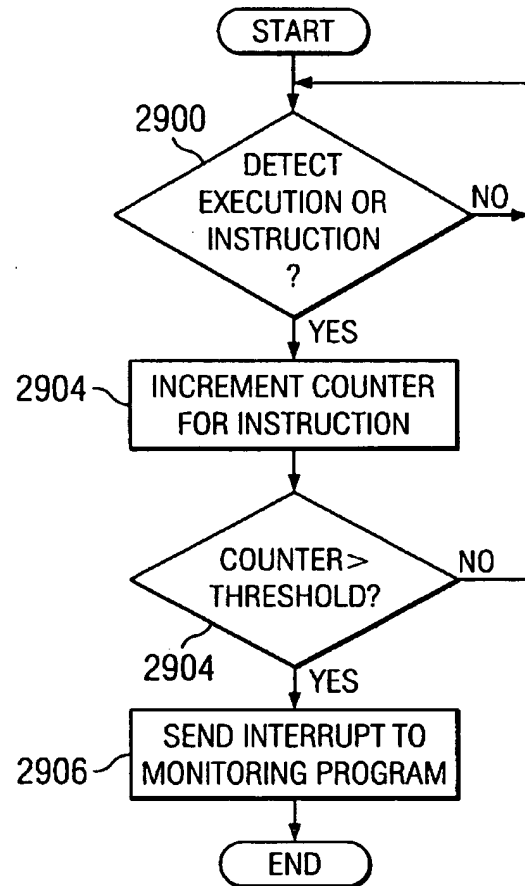 START
2900
DETECT
EXECUTION OR
INSTRUCTION
?
NO
YES
2904
INCREMENT COUNTER
FOR INSTRUCTION
COUNTER>
THRESHOLD?
NO
2904
YES
2906
SEND INTERRUPT TO
MONITORING PROGRAM
END